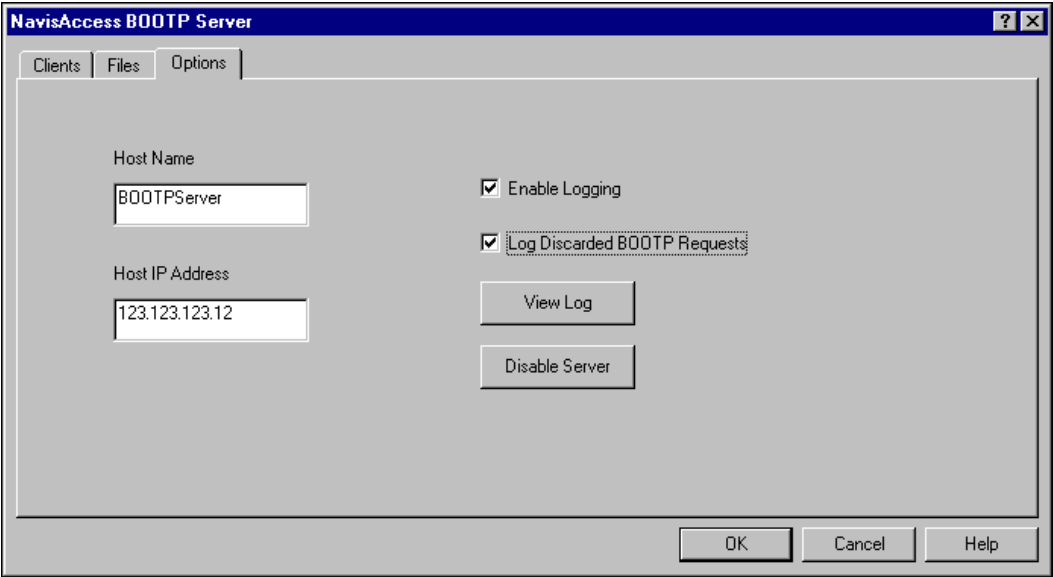 NavisAccess BOOTP Server
Clients Files Options
Host Name
BOOTPServer
Enable Logging
Log Discarded BOOTP Requests
Host IP Address
123.123.123.12
View Log
Disable Server
OK Cancel Help